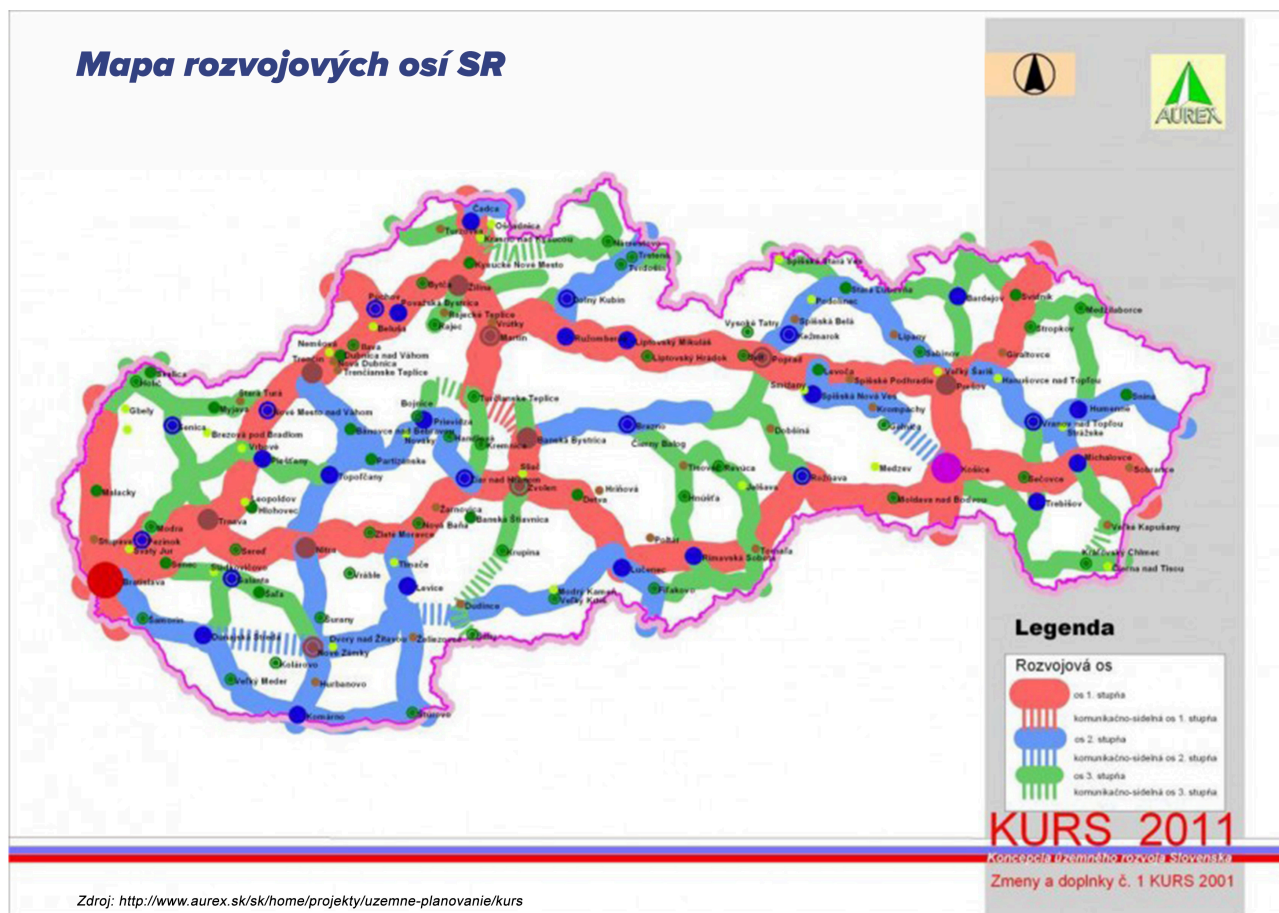 Mapa rozvojových osí SR
AUREX
Čadca
Oščadnica
Turzovka
Krásno nad Kysucou
Námestovo
Trstená
Tvrdošín
Kysucké Nové Mesto
Bytča
Žilina
Dolný Kubín
Púchov
Považská Bystrica
Rajecké Teplice
Rajec
Vrútky
Martin
Beluša
Ružomberok
Liptovský Mikuláš
Liptovský Hrádok
Spišská Stará Ves
Stará Ľubovňa
Podolínec
Bardejov
Svidník
Medzilaborce
Stropkov
Vysoké Tatry
Spišská Belá
Kežmarok
Lipany
Sabinov
Giraltovce
Svit
Poprad
Nemšová
Ilava
Dubnica nad Váhom
Nová Dubnica
Trenčín
Trenčianske Teplice
Levoča
Spišské Podhradie
Veľký Šariš
Prešov
Hanušovce nad Topľou
Smižany
Spišská Nová Ves
Krompachy
Gelnica
Humenné
Snina
Vranov nad Topľou
Strážske
Skalica
Holíč
Gbely
Stará Turá
Myjava
Nové Mesto nad Váhom
Senica
Brezová pod Bradlom
Vrbové
Piešťany
Bánovce nad Bebravou
Bojnice
Prievidza
Nováky
Handlová
Turčianske Teplice
Kremnica
Banská Bystrica
Brezno
Čierny Balog
Dobšiná
Partizánske
Topoľčany
Žiar nad Hronom
Sliač
Zvolen
Tisovec
Revúca
Jelšava
Rožňava
Medzev
Košice
Michalovce
Sobrance
Sečovce
Trebišov
Moldava nad Bodvou
Malacky
Leopoldov
Hlohovec
Trnava
Modra
Pezinok
Stupava
Svätý Jur
Senec
Bratislava
Sereď
Sládkovičovo
Galanta
Šaľa
Nitra
Vráble
Zlaté Moravce
Nová Baňa
Žarnovica
Banská Štiavnica
Detva
Hriňová
Hnúšťa
Krupina
Poltár
Rimavská Sobota
Tornaľa
Lučenec
Fiľakovo
Veľké Kapušany
Kráľovský Chlmec
Čierna nad Tisou
Tlmače
Levice
Dudince
Modrý Kameň
Veľký Krtíš
Šahy
Šamorín
Dunajská Streda
Šurany
Dvory nad Žitavou
Nové Zámky
Želiezovce
Kolárovo
Veľký Meder
Hurbanovo
Komárno
Štúrovo
Legenda
Rozvojová os
os 1. stupňa
komunikačno-sídelná os 1. stupňa
os 2. stupňa
komunikačno-sídelná os 2. stupňa
os 3. stupňa
komunikačno-sídelná os 3. stupňa
KURS 2011
Koncepcia územného rozvoja Slovenska
Zmeny a doplnky č. 1 KURS 2001
Zdroj: http://www.aurex.sk/sk/home/projekty/uzemne-planovanie/kurs